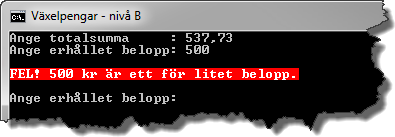 Växelpengar - nivå B
Ange totalsumma     : 537,73
Ange erhållet belopp: 500
FEL! 500 kr är ett för litet belopp.
Ange erhållet belopp: